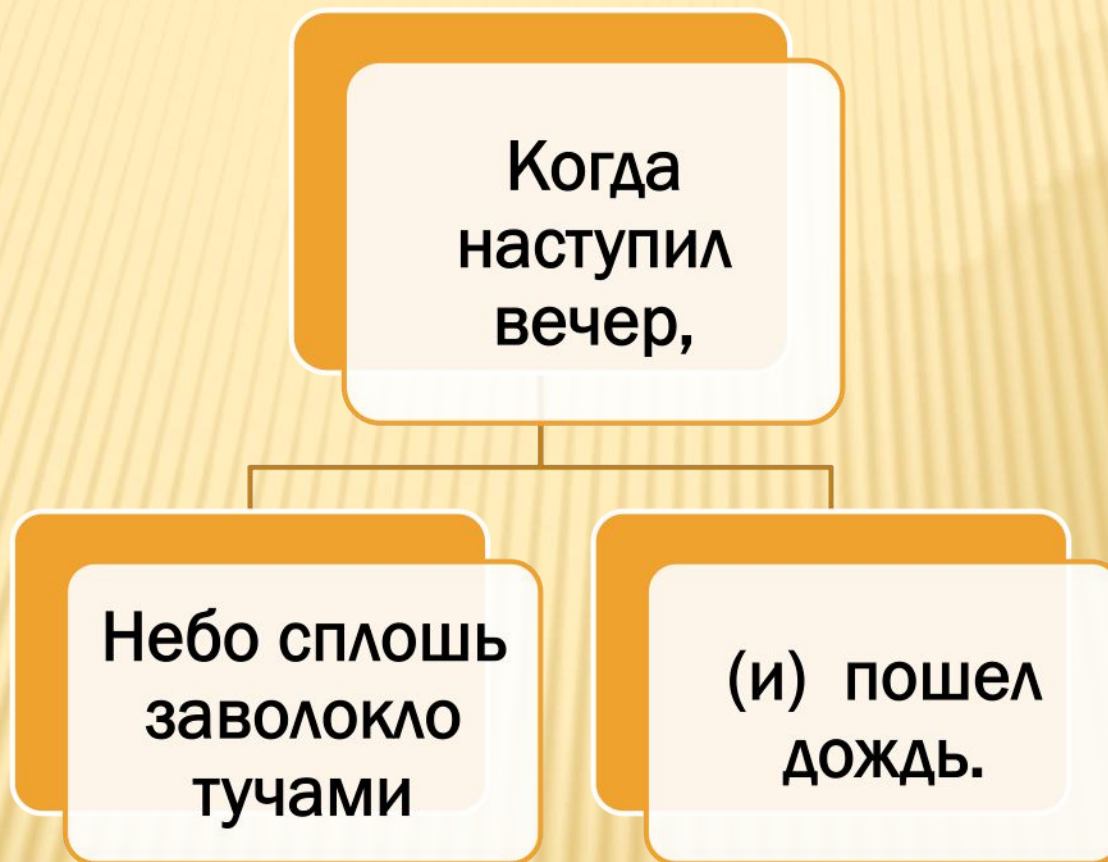 Когда
наступил
вечер,
Небо сплошь
заволокло
тучами
(и) пошел
дождь.